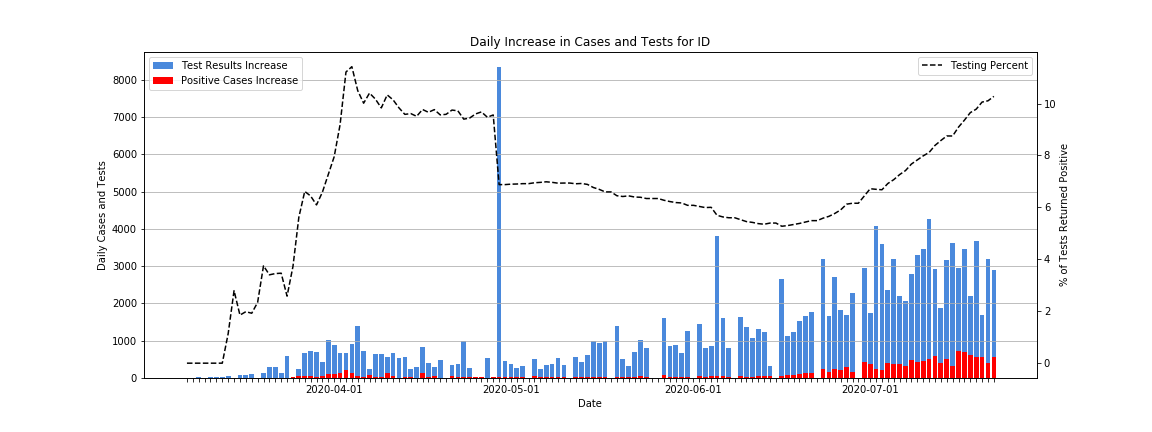 Daily Increase in Cases and Tests for ID
Test Results Increase
Positive Cases Increase
Testing Percent
Daily Cases and Tests
8000
7000
6000
5000
4000
3000
2000
1000
0
% of Tests Returned Positive
10
8
6
4
2
0
2020-04-01
2020-05-01
2020-06-01
2020-07-01
Date